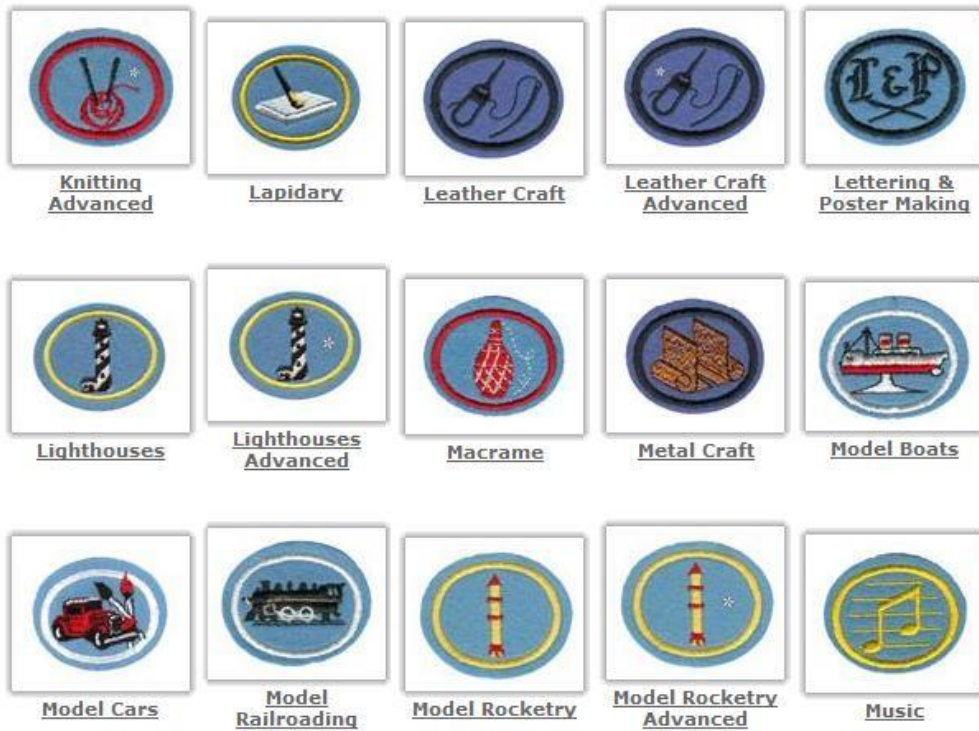 Knitting
Advanced
Lapidary
Leather Craft
Leather Craft
Advanced
L & P
Lettering &
Poster Making
Lighthouses
Lighthouses
Advanced
Macrame
Metal Craft
Model Boats
Model Cars
Model
Railroading
Model Rocketry
Model Rocketry
Advanced
Music